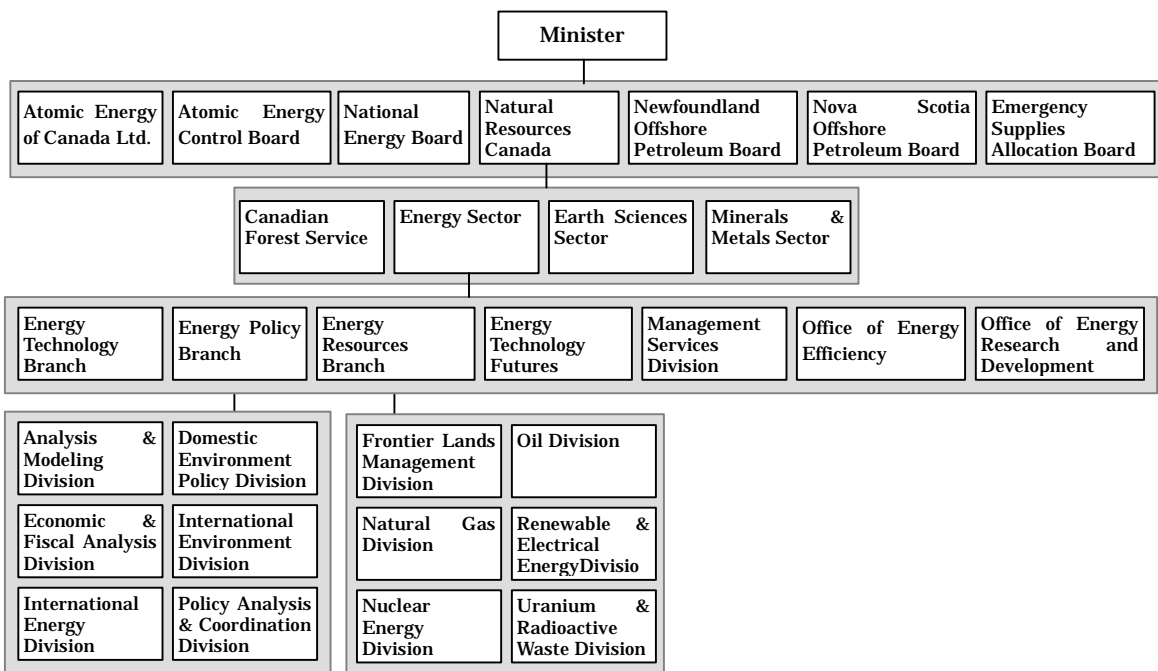 Minister
Atomic Energy
of Canada Ltd.
Atomic Energy
Control Board
National
Energy Board
Natural
Resources
Canada
Newfoundland
Offshore
Petroleum Board
Nova Scotia
Offshore
Petroleum Board
Emergency
Supplies
Allocation Board
Canadian
Forest Service
Energy Sector
Earth Sciences
Sector
Minerals &
Metals Sector
Energy
Technology
Branch
Energy Policy
Branch
Energy
Resources
Branch
Energy
Technology
Futures
Management
Services
Division
Office of Energy
Efficiency
Office of Energy
Research and
Development
Analysis &
Modeling
Division
Domestic
Environment
Policy Division
Economic &
Fiscal Analysis
Division
International
Environment
Division
International
Energy
Division
Policy Analysis
& Coordination
Division
Frontier Lands
Management
Division
Oil Division
Natural Gas
Division
Renewable &
Electrical
EnergyDivisio
Nuclear
Energy
Division
Uranium &
Radioactive
Waste Division